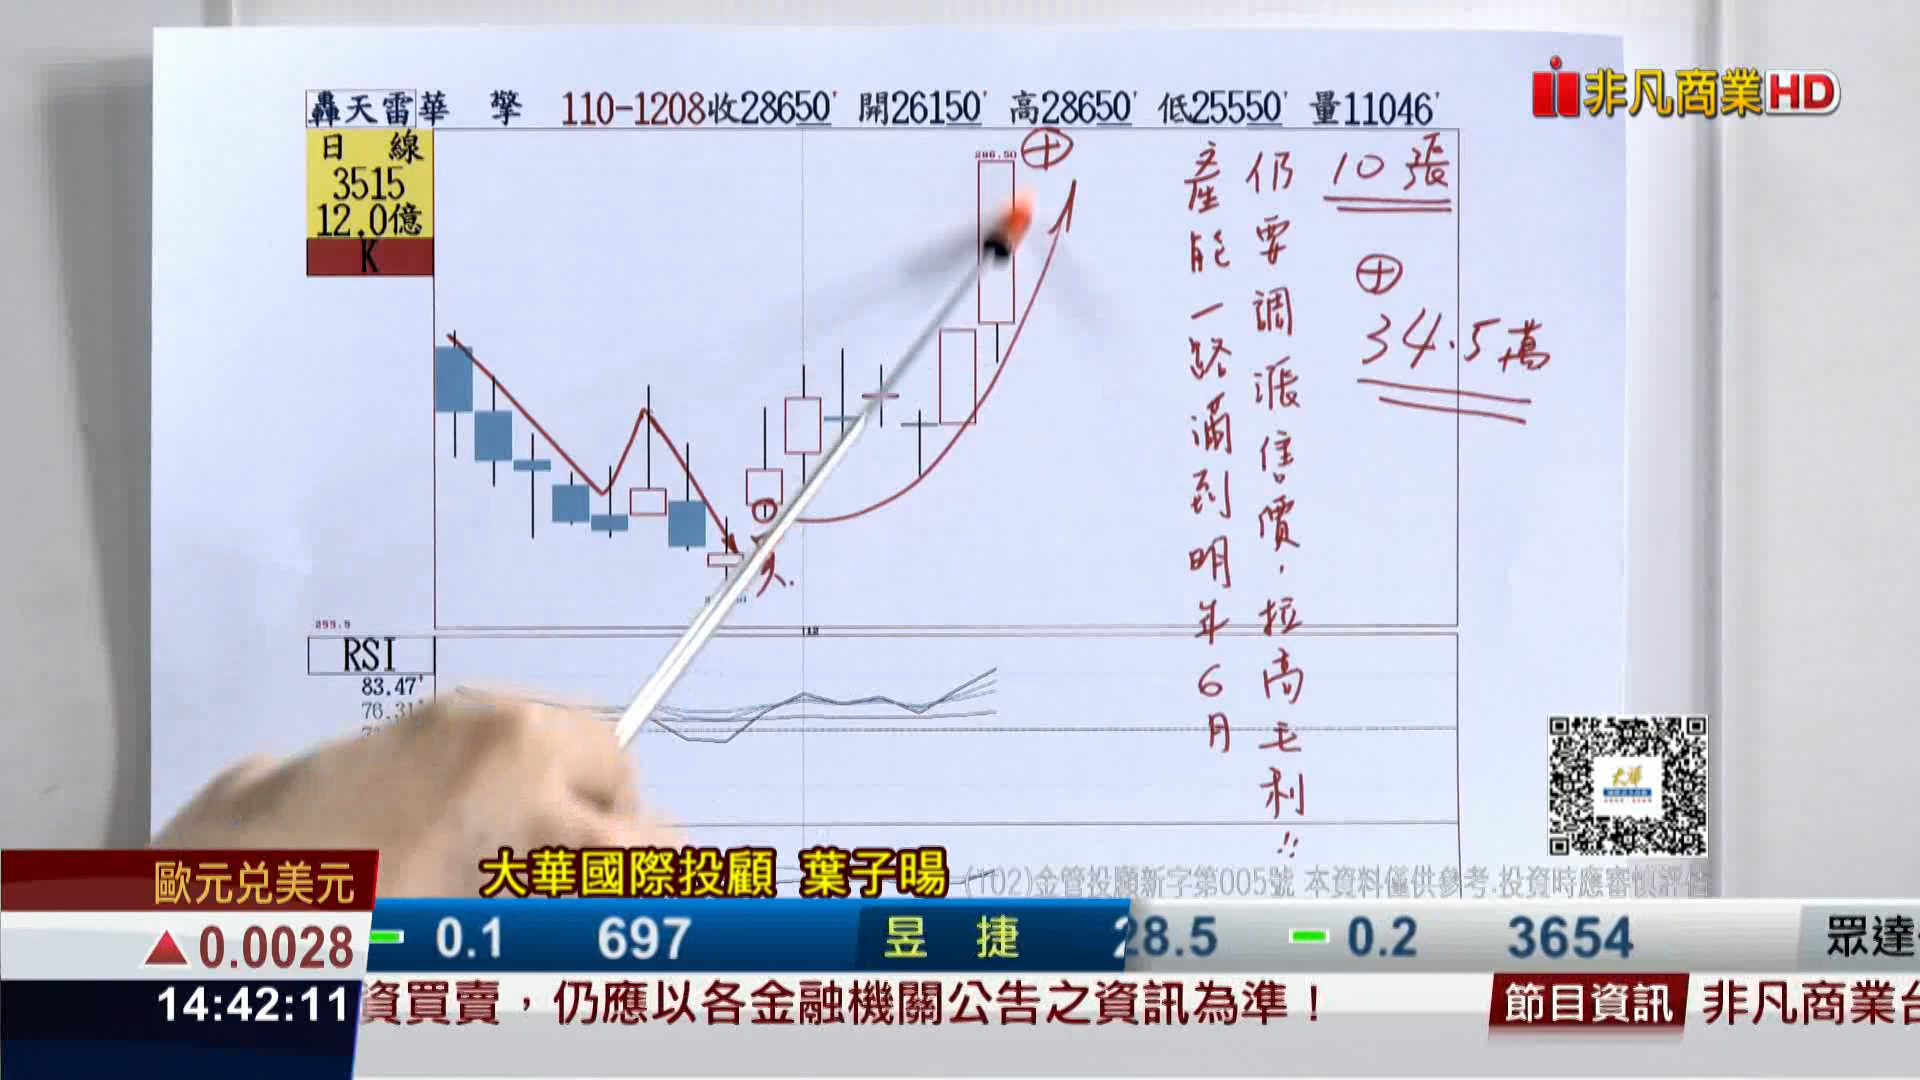 非凡商業HD
轟天雷華 擎 110-1208收28650' 開26150' 高28650' 低25550' 量11046'
日 線
3515
12.0億
K
286.50
10 張
34.5萬
仍要調漲售價,拉高毛利!!
產能一路滿到明年6月
買
12
RSI
83.47'
76.31'
歐元兌美元
▲0.0028
14:42:11
大華國際投顧 葉子暘
(102)金管投顧新字第005號 本資料僅供參考.投資時應審慎評估
大華
0.1 697 昱 捷 28.5 0.2 3654 眾達
資買賣,仍應以各金融機關公告之資訊為準!
節目資訊 非凡商業台